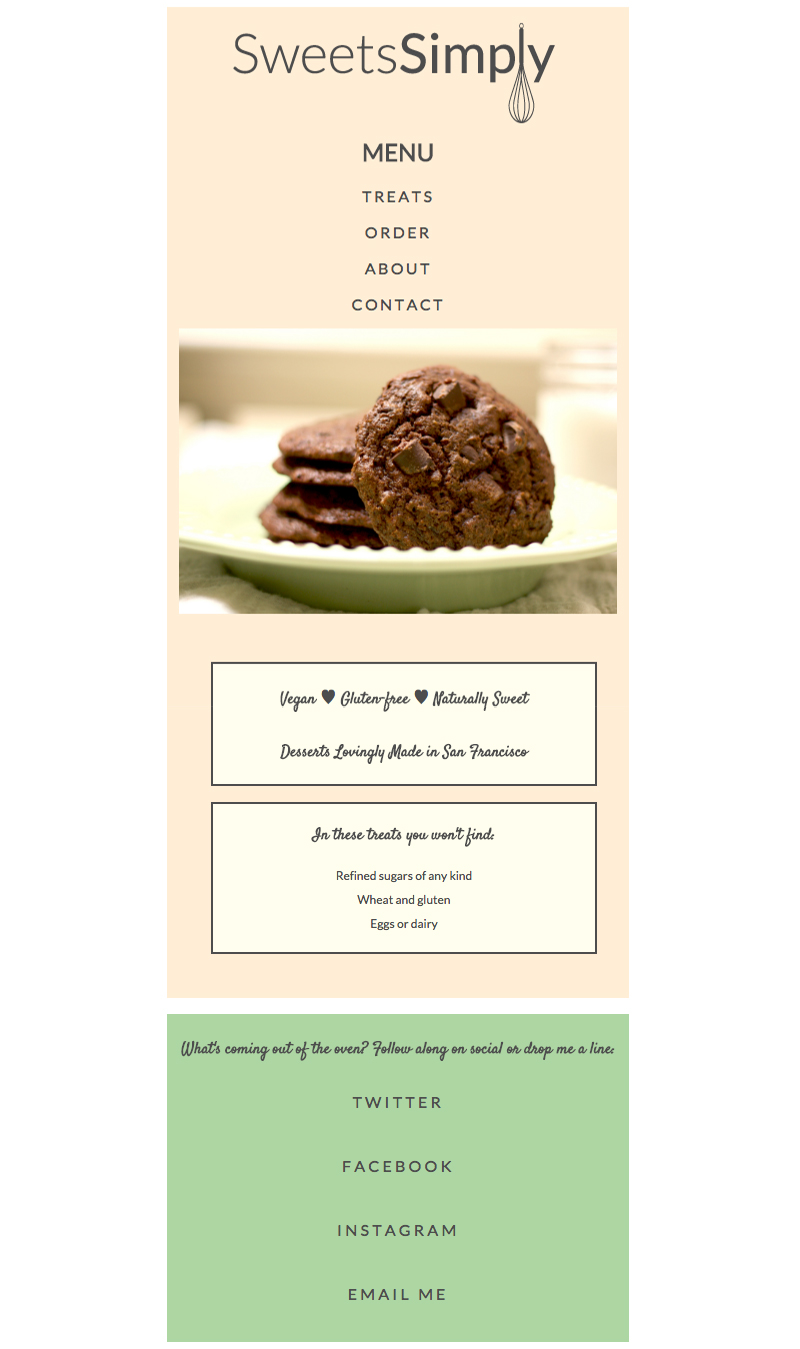 SweetsSimply
MENU
TREATS
ORDER
ABOUT
CONTACT
Vegan ♥ Gluten-free ♥ Naturally Sweet
Desserts Lovingly Made in San Francisco
In these treats you won't find:
Refined sugars of any kind
Wheat and gluten
Eggs or dairy
What's coming out of the oven? Follow along on social or drop me a line:
TWITTER
FACEBOOK
INSTAGRAM
EMAIL ME